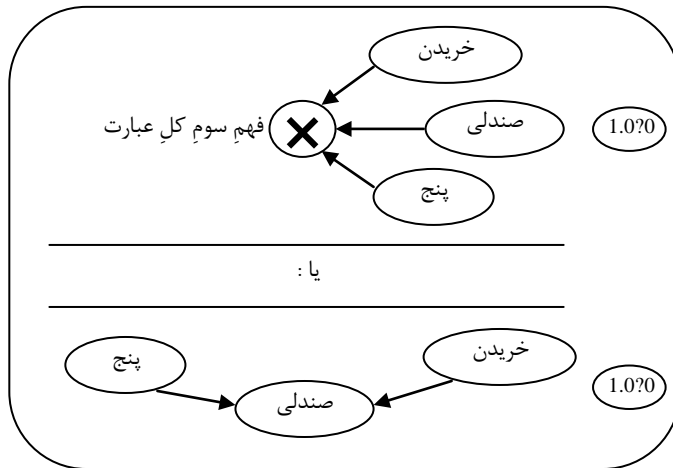 خریدن
صندلی
1.0?0
فهمِ سومِ کلِ عبارت
پنج
یا :
خریدن
پنج
1.0?0
صندلی